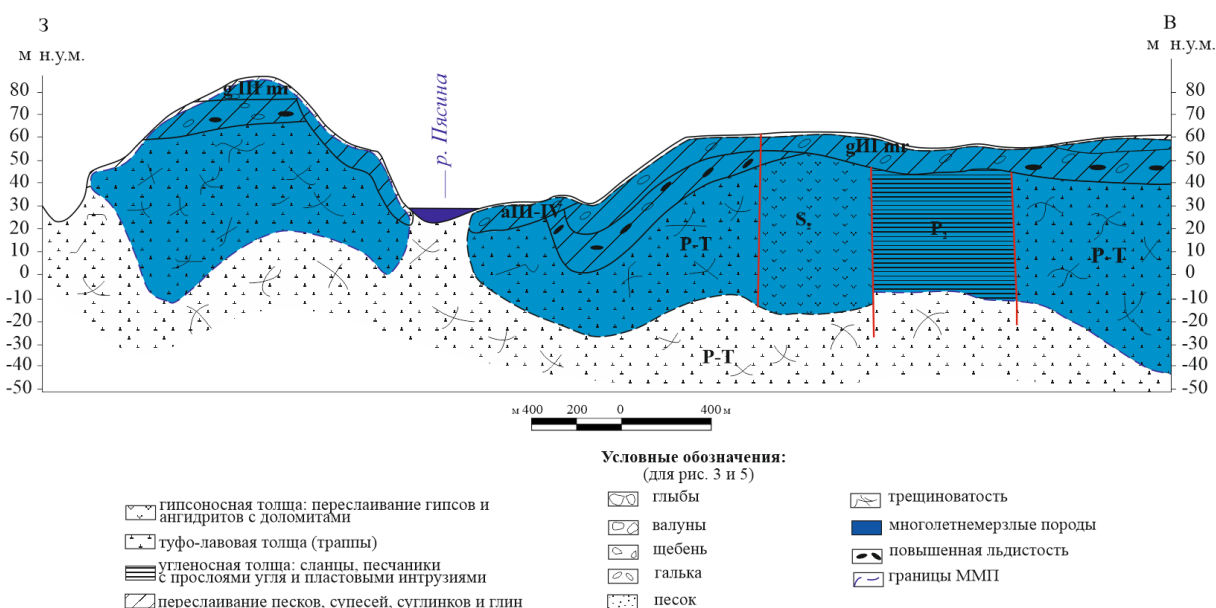 З
В
м н.у.м.
м н.у.м.
р. Пясина
80
70
60
50
40
30
20
10
0
-10
-20
-30
-40
-50
80
70
60
50
40
30
20
10
0
-10
-20
-30
-40
-50
g III mr
aIII-IV
gIII mr
P-T
S₂
P₂
P-T
P-T
м 400 200 0 400 м
Условные обозначения:
(для рис. 3 и 5)
гипсоносная толща: переслаивание гипсов и
ангидритов с доломитами
туфо-лавовая толща (траппы)
угленосная толща: сланцы, песчаники
с прослоями угля и пластовыми интрузиями
переслаивание песков, супесей, суглинков и глин
глыбы
валуны
щебень
галька
песок
трещиноватость
многолетнемерзлые породы
повышенная льдистость
границы ММП